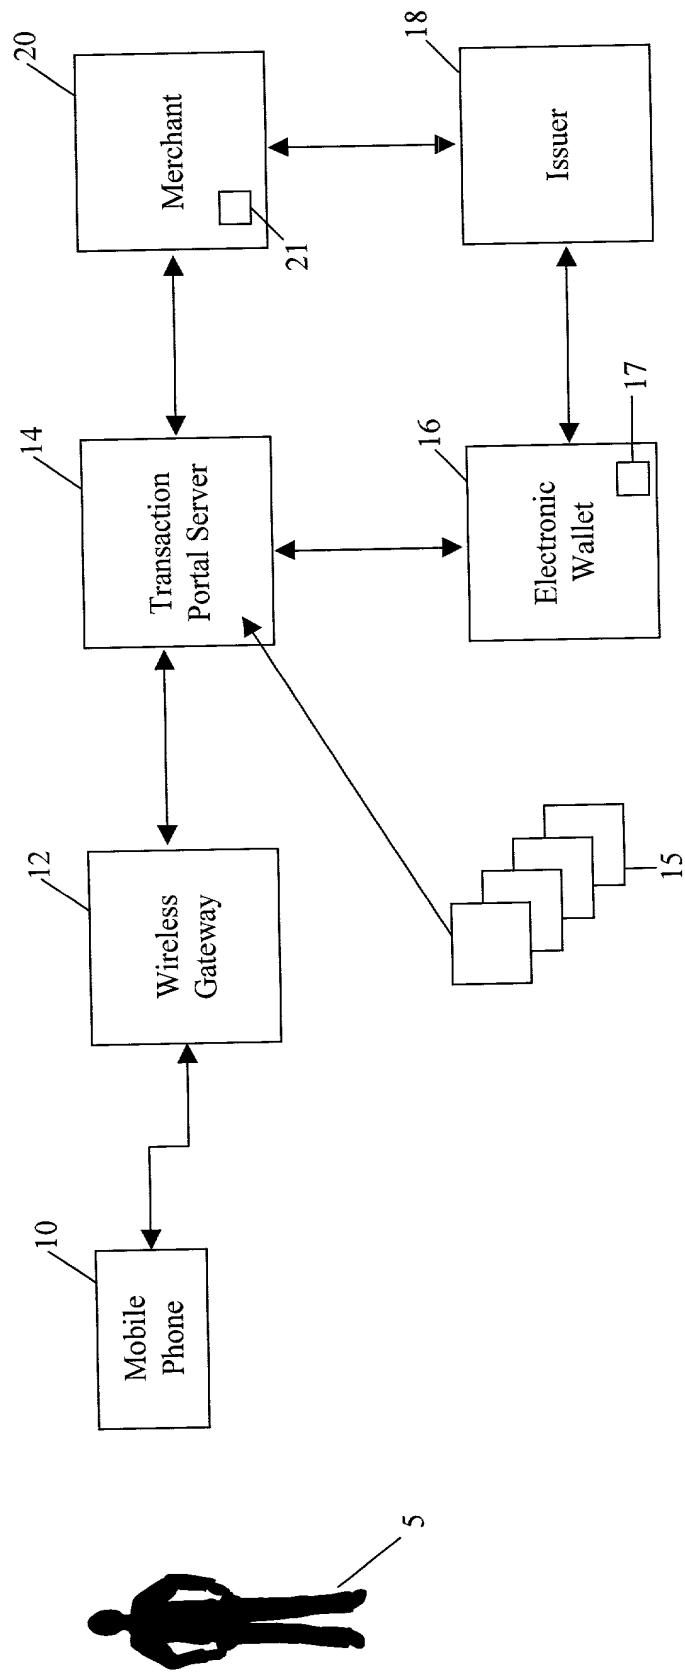 5
10
Mobile
Phone
12
Wireless
Gateway
14
Transaction
Portal Server
20
Merchant
21
15
16
Electronic
Wallet
17
18
Issuer